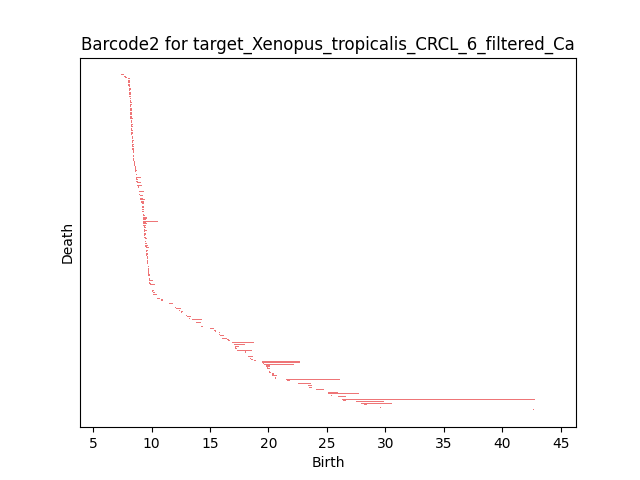 Barcode2 for target_Xenopus_tropicalis_CRCL_6_filtered_Ca
Death
5 10 15 20 25 30 35 40 45
Birth